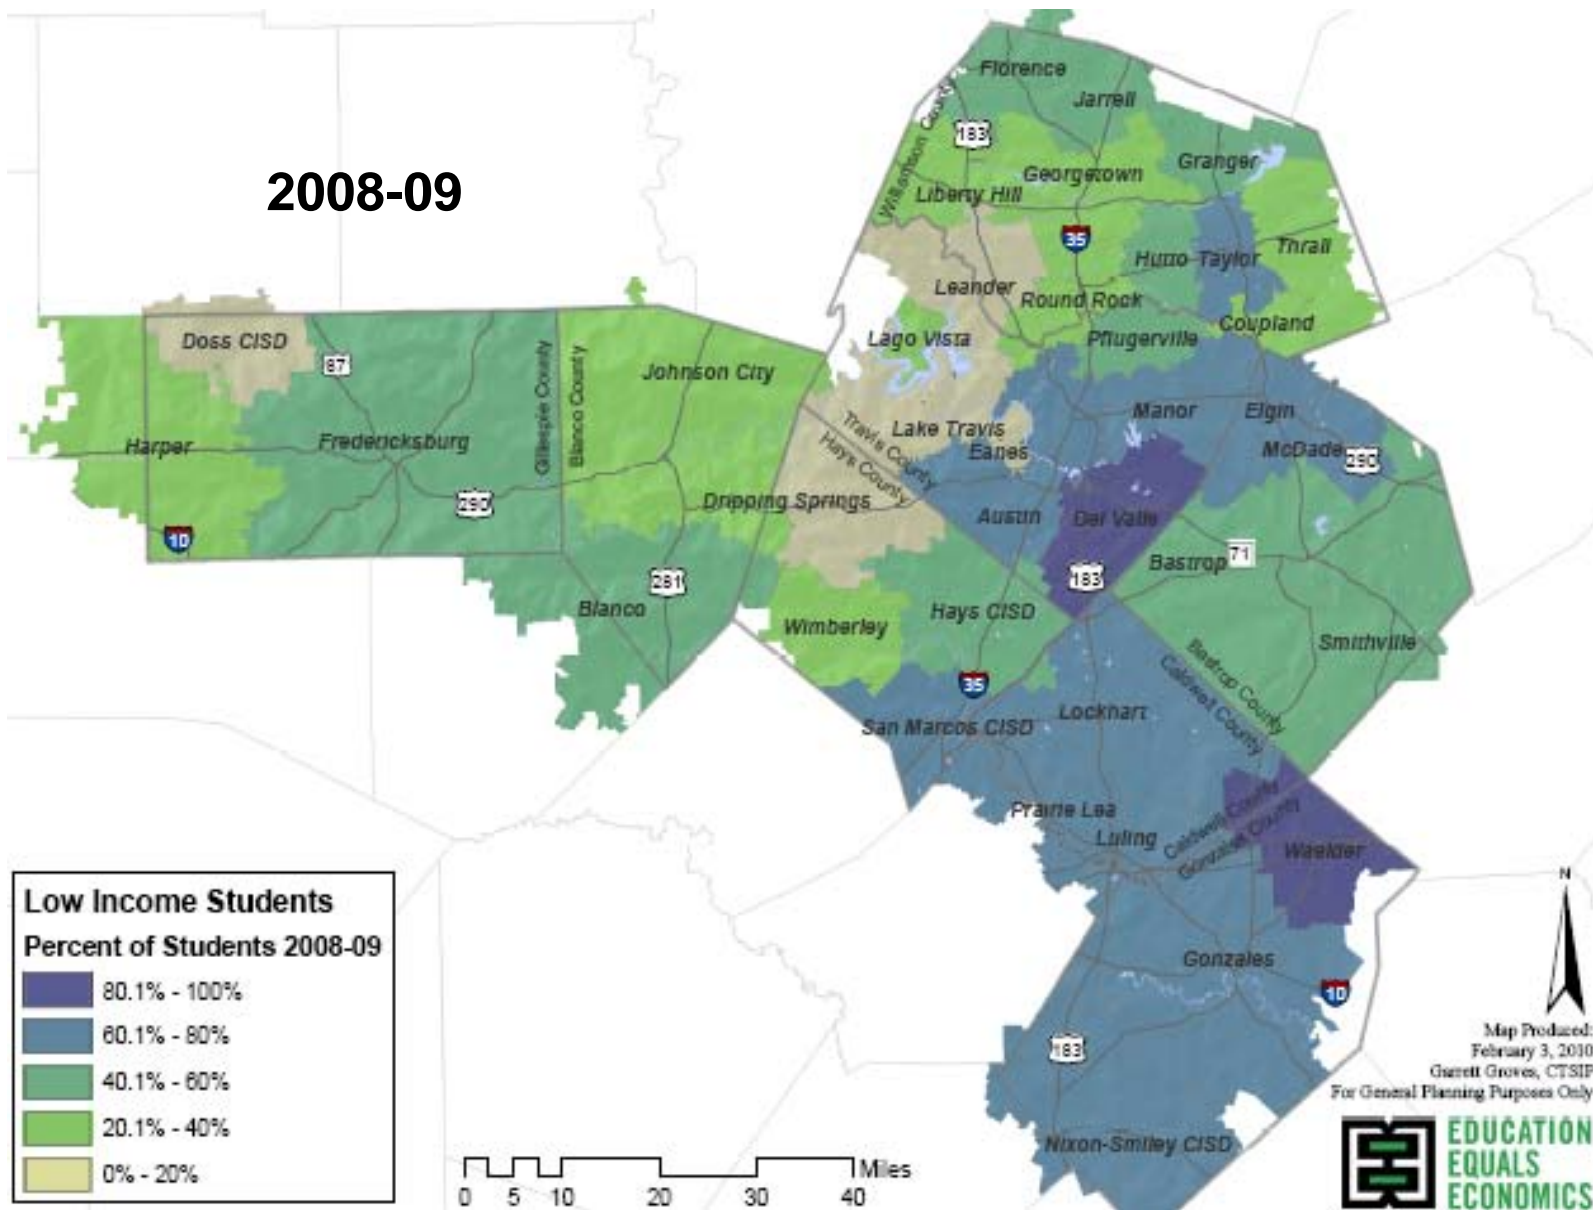 2008-09
Florence
Jarrell
Williamson County
183
Granger
Georgetown
Liberty Hill
35
Thrall
Hutto
Taylor
Leander
Round Rock
Coupland
Lago Vista
Pflugerville
Doss CISD
87
Gillespie County
Blanco County
Johnson City
Manor
Elgin
Travis County
Lake Travis
Hays County
Eanes
McDade
290
Harper
Fredericksburg
290
Dripping Springs
Austin
Del Valle
10
Bastrop
71
281
183
Blanco
Wimberley
Hays CISD
Smithville
Bastrop County
Caldwell County
35
San Marcos CISD
Lockhart
Prairie Lea
Luling
Caldwell County
Gonzales County
Waelder
Gonzales
10
183
Nixon-Smiley CISD
Low Income Students
Percent of Students 2008-09
80.1% - 100%
60.1% - 80%
40.1% - 60%
20.1% - 40%
0% - 20%
Miles
0 5 10 20 30 40
N
Map Produced:
February 3, 2010
Garrett Groves, CTSIP
For General Planning Purposes Only
EDUCATION
EQUALS
ECONOMICS